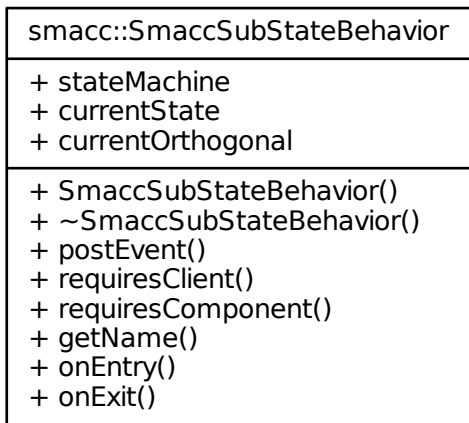 smacc::SmaccSubStateBehavior
+ stateMachine
+ currentState
+ currentOrthogonal
+ SmaccSubStateBehavior()
+ ~SmaccSubStateBehavior()
+ postEvent()
+ requiresClient()
+ requiresComponent()
+ getName()
+ onEntry()
+ onExit()